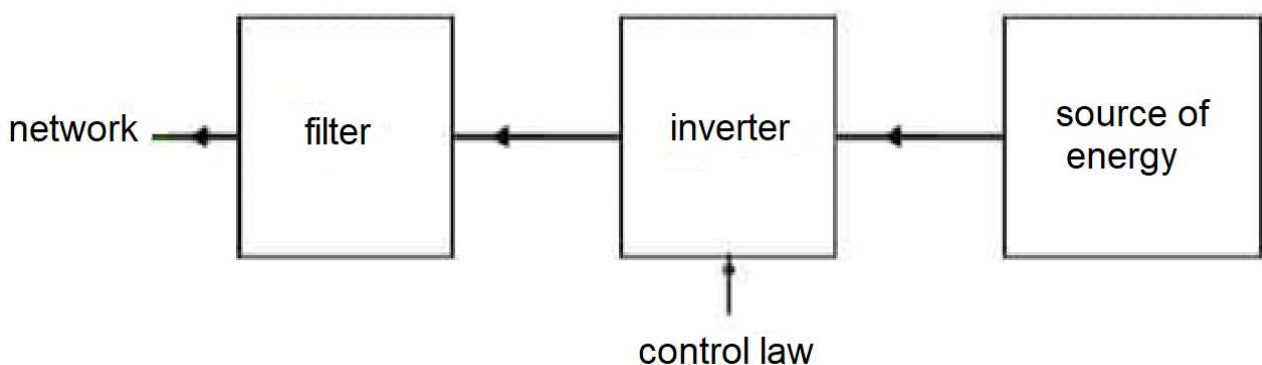 network
filter
inverter
source of
energy
control law